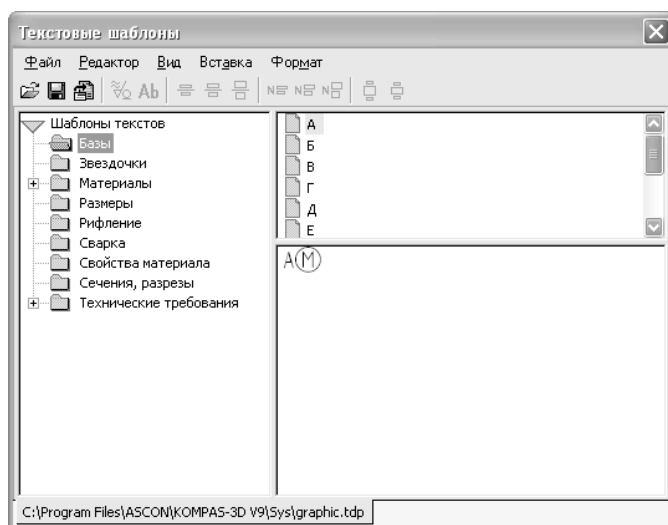 Текстовые шаблоны
Файл Редактор Вид Вставка Формат
Шаблоны текстов
Базы
Звездочки
Материалы
Размеры
Рифление
Сварка
Свойства материала
Сечения, разрезы
Технические требования
А
Б
В
Г
Д
Е
А(М)
C:\Program Files\ASCON\KOMPAS-3D V9\Sys\graphic.tdp